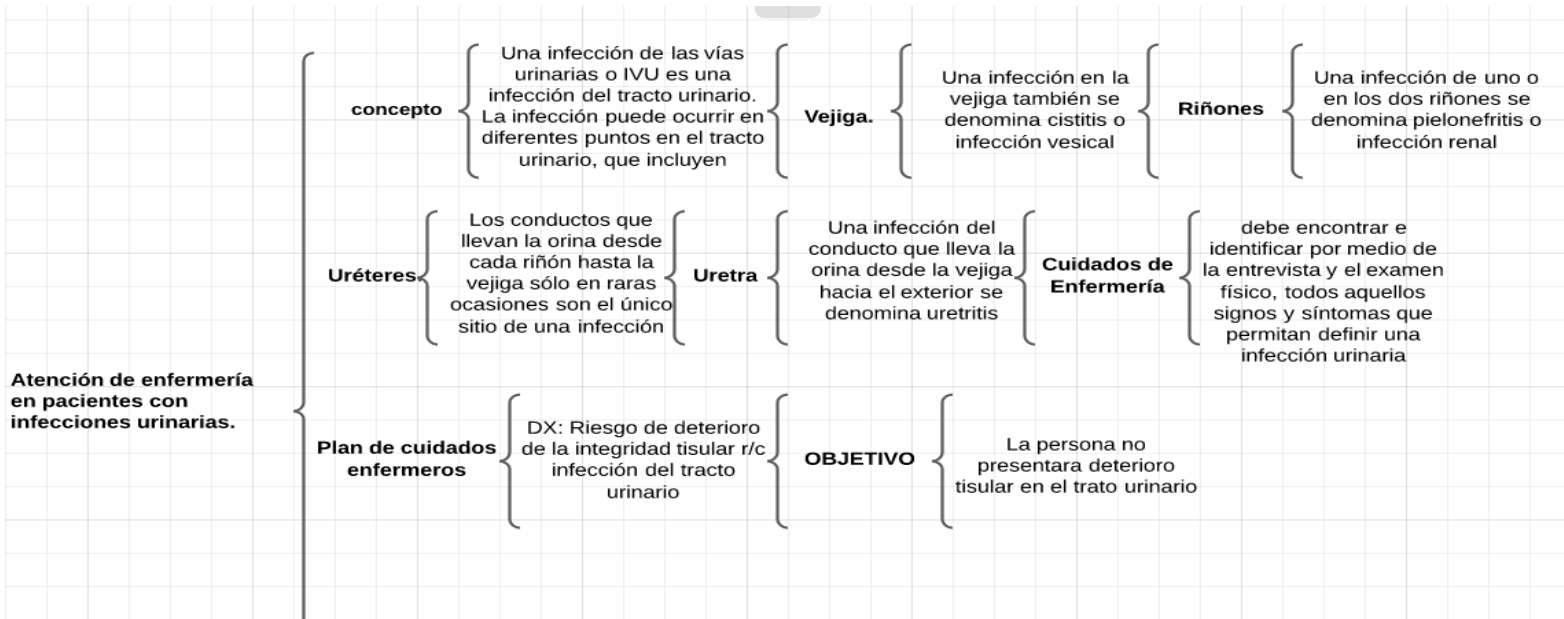 Atención de enfermería
en pacientes con
infecciones urinarias.
concepto
Una infección de las vías
urinarias o IVU es una
infección del tracto urinario.
La infección puede ocurrir en
diferentes puntos en el tracto
urinario, que incluyen
Vejiga.
Una infección en la
vejiga también se
denomina cistitis o
infección vesical
Riñones
Una infección de uno o
en los dos riñones se
denomina pielonefritis o
infección renal
Uréteres.
Los conductos que
llevan la orina desde
cada riñón hasta la
vejiga sólo en raras
ocasiones son el único
sitio de una infección
Uretra
Una infección del
conducto que lleva la
orina desde la vejiga
hacia el exterior se
denomina uretritis
Cuidados de
Enfermería
debe encontrar e
identificar por medio de
la entrevista y el examen
físico, todos aquellos
signos y síntomas que
permitan definir una
infección urinaria
Plan de cuidados
enfermeros
DX: Riesgo de deterioro
de la integridad tisular r/c
infección del tracto
urinario
OBJETIVO
La persona no
presentara deterioro
tisular en el trato urinario